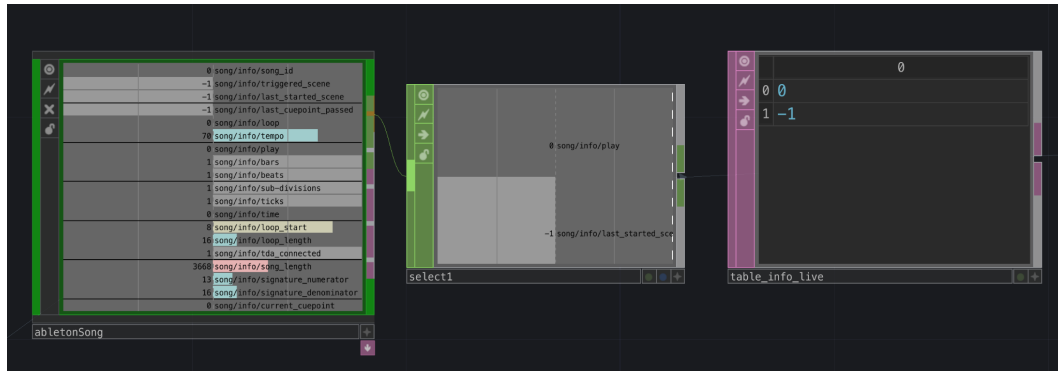 0 song/info/song_id
-1 song/info/triggered_scene
-1 song/info/last_started_scene
-1 song/info/last_cuepoint_passed
0 song/info/loop
70 song/info/tempo
0 song/info/play
1 song/info/bars
1 song/info/beats
1 song/info/sub-divisions
1 song/info/ticks
0 song/info/time
8 song/info/loop_start
16 song/info/loop_length
1 song/info/tda_connected
3668 song/info/song_length
13 song/info/signature_numerator
16 song/info/signature_denominator
0 song/info/current_cuepoint
abletonSong
0 song/info/play
-1 song/info/last_started_sce
select1
0
0 0
1 -1
table_info_live